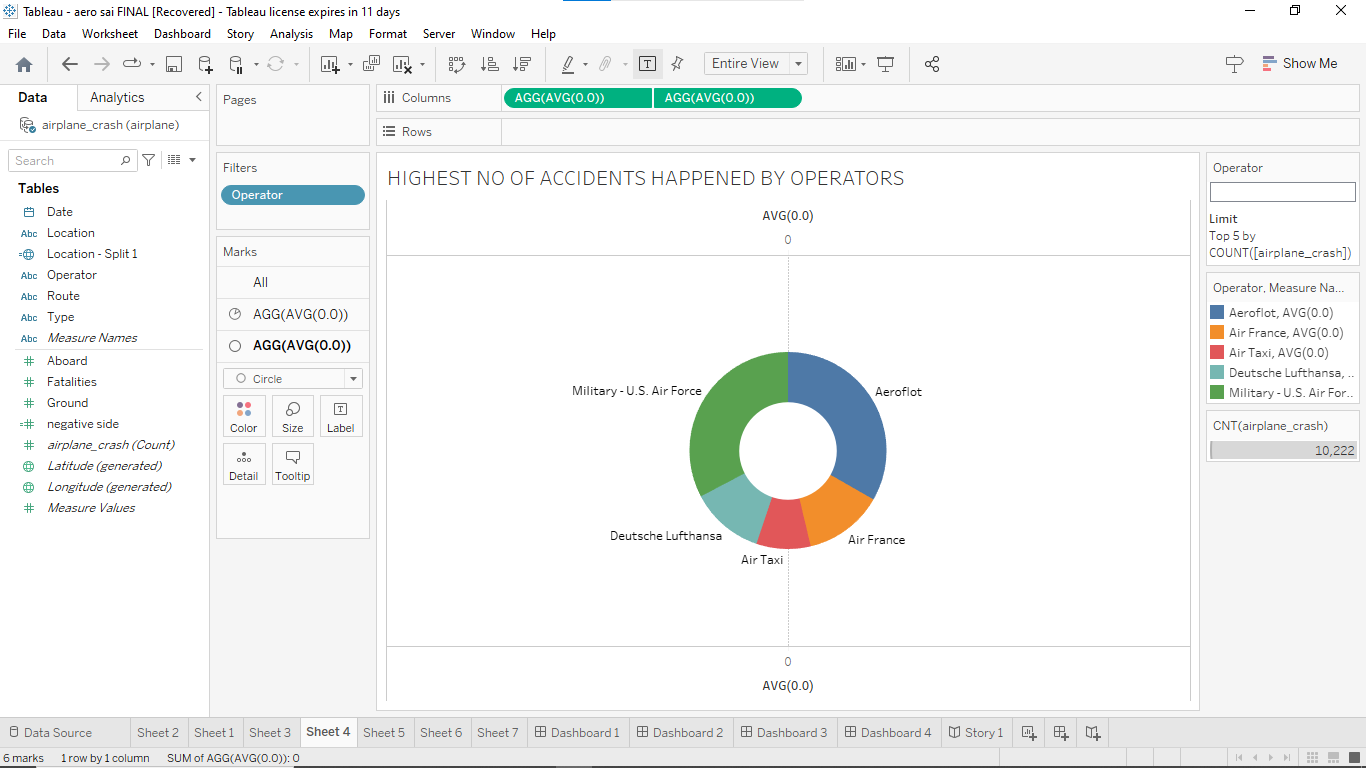 Tableau - aero sai FINAL [Recovered] - Tableau license expires in 11 days
File Data Worksheet Dashboard Story Analysis Map Format Server Window Help
Entire View
Show Me
Data Analytics
airplane_crash (airplane)
Search
Tables
Date
Abc Location
Location - Split 1
Abc Operator
Abc Route
Abc Type
Abc Measure Names
Aboard
Fatalities
Ground
negative side
airplane_crash (Count)
Latitude (generated)
Longitude (generated)
Measure Values
Pages
Filters
Operator
Marks
All
AGG(AVG(0.0))
AGG(AVG(0.0))
Circle
Color Size Label
Detail Tooltip
Columns AGG(AVG(0.0)) AGG(AVG(0.0))
Rows
HIGHEST NO OF ACCIDENTS HAPPENED BY OPERATORS
AVG(0.0)
0
Military - U.S. Air Force
Aeroflot
Deutsche Lufthansa
Air France
Air Taxi
0
AVG(0.0)
Operator
Limit
Top 5 by
COUNT([airplane_crash])
Operator, Measure Na...
Aeroflot, AVG(0.0)
Air France, AVG(0.0)
Air Taxi, AVG(0.0)
Deutsche Lufthansa, ..
Military - U.S. Air For..
CNT(airplane_crash)
10,222
Data Source Sheet 2 Sheet 1 Sheet 3 Sheet 4 Sheet 5 Sheet 6 Sheet 7 Dashboard 1 Dashboard 2 Dashboard 3 Dashboard 4 Story 1
6 marks 1 row by 1 column SUM of AGG(AVG(0.0)): 0